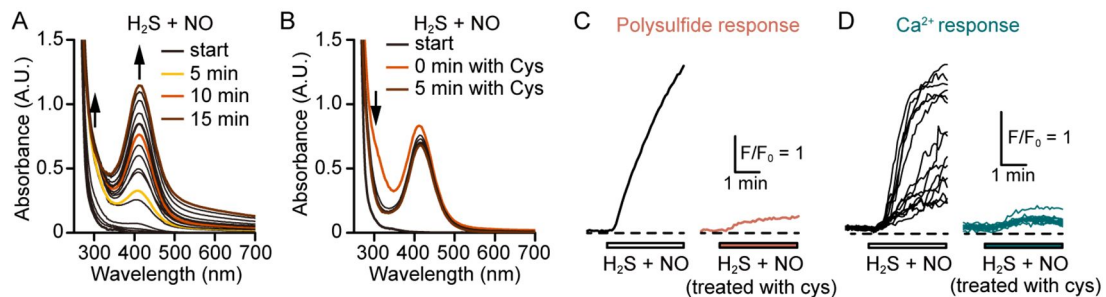 A
H₂S + NO
Absorbance (A.U.)
1.5
1.0
0.5
0
start
5 min
10 min
15 min
300 400 500 600 700
Wavelength (nm)
B
H₂S + NO
Absorbance (A.U.)
1.5
1.0
0.5
0
start
0 min with Cys
5 min with Cys
300 400 500 600 700
Wavelength (nm)
C
Polysulfide response
F/F₀ = 1
1 min
H₂S + NO
H₂S + NO
(treated with cys)
D
Ca²⁺ response
F/F₀ = 1
1 min
H₂S + NO
H₂S + NO
(treated with cys)